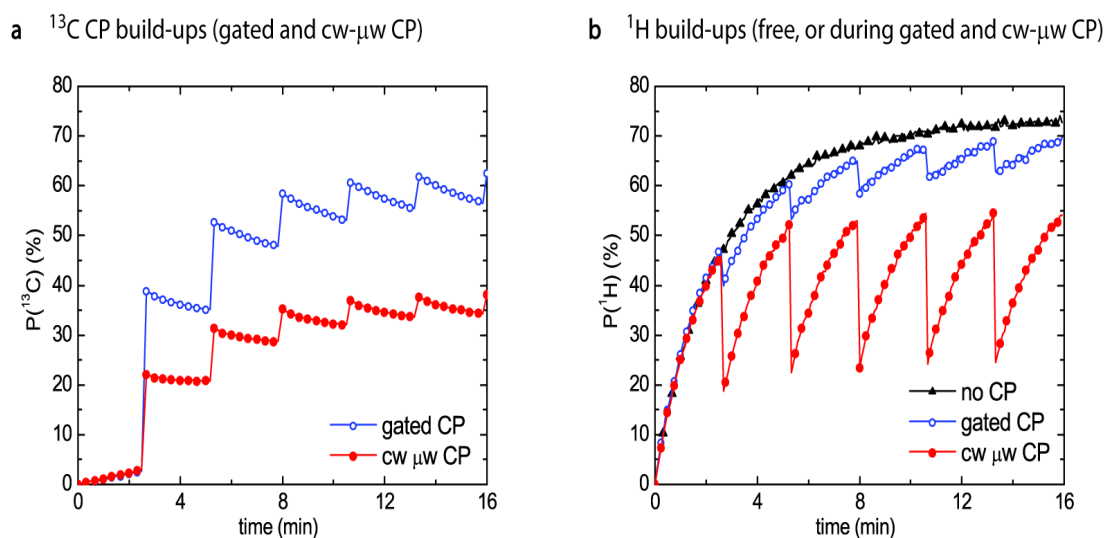 a ¹³C CP build-ups (gated and cw-μw CP)
P(¹³C) (%)
80
70
60
50
40
30
20
10
0
0 4 8 12 16
time (min)
gated CP
cw μw CP
b ¹H build-ups (free, or during gated and cw-μw CP)
P(¹H) (%)
80
70
60
50
40
30
20
10
0
0 4 8 12 16
time (min)
no CP
gated CP
cw μw CP